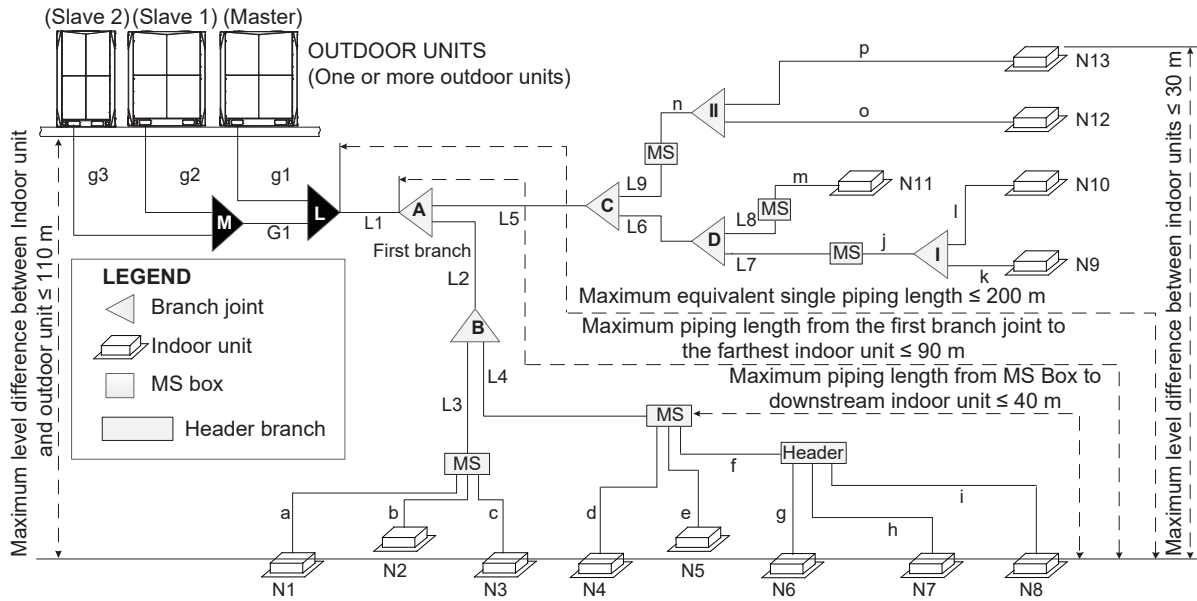 (Slave 2) (Slave 1) (Master)
OUTDOOR UNITS
(One or more outdoor units)
Maximum level difference between Indoor unit
and outdoor unit ≤ 110 m
g3
g2
g1
M
G1
L
L1
A
First branch
L2
L5
B
L3
L4
C
L9
L6
MS
n
II
p
o
N13
N12
D
L8
MS
m
N11
L7
MS
j
I
l
k
N10
N9
Maximum equivalent single piping length ≤ 200 m
Maximum piping length from the first branch joint to
the farthest indoor unit ≤ 90 m
Maximum piping length from MS Box to
downstream indoor unit ≤ 40 m
Maximum level difference between indoor units ≤ 30 m
LEGEND
Branch joint
Indoor unit
MS box
Header branch
MS
MS
Header
a
b
c
d
e
f
g
h
i
N1
N2
N3
N4
N5
N6
N7
N8